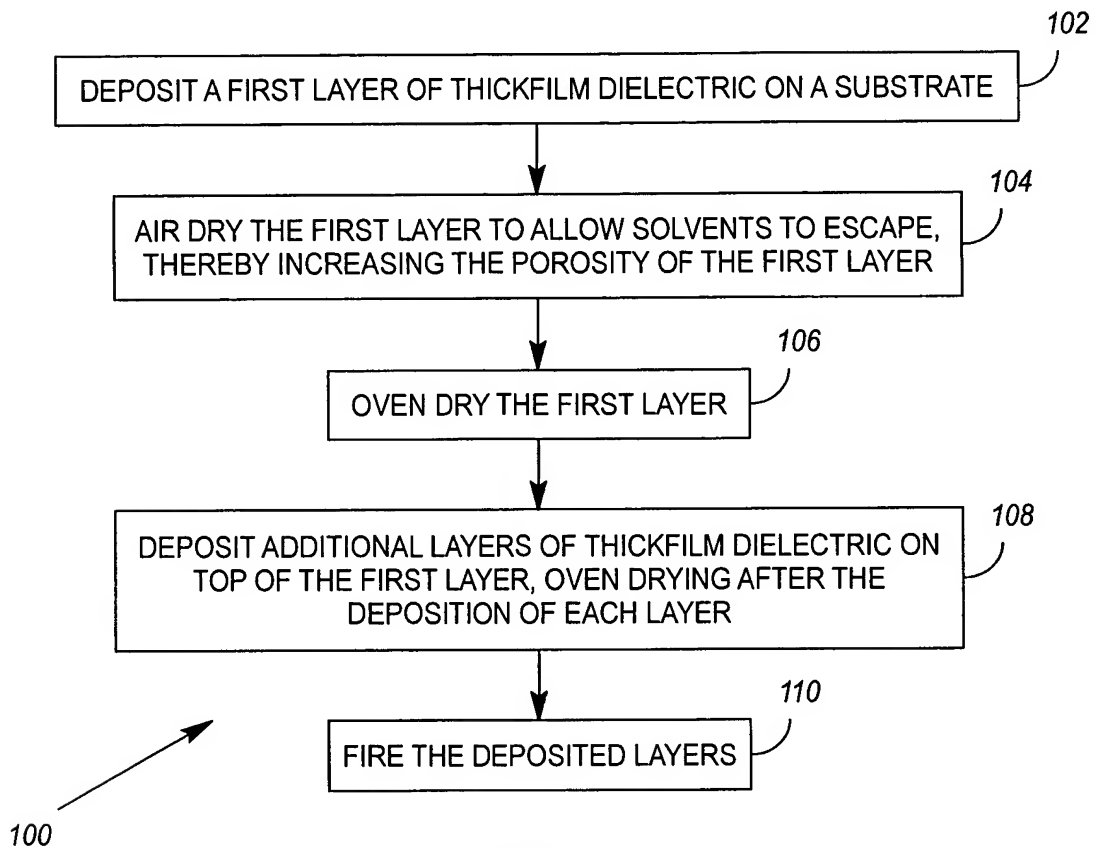 102
DEPOSIT A FIRST LAYER OF THICKFILM DIELECTRIC ON A SUBSTRATE
104
AIR DRY THE FIRST LAYER TO ALLOW SOLVENTS TO ESCAPE,
THEREBY INCREASING THE POROSITY OF THE FIRST LAYER
106
OVEN DRY THE FIRST LAYER
108
DEPOSIT ADDITIONAL LAYERS OF THICKFILM DIELECTRIC ON
TOP OF THE FIRST LAYER, OVEN DRYING AFTER THE
DEPOSITION OF EACH LAYER
110
FIRE THE DEPOSITED LAYERS
100